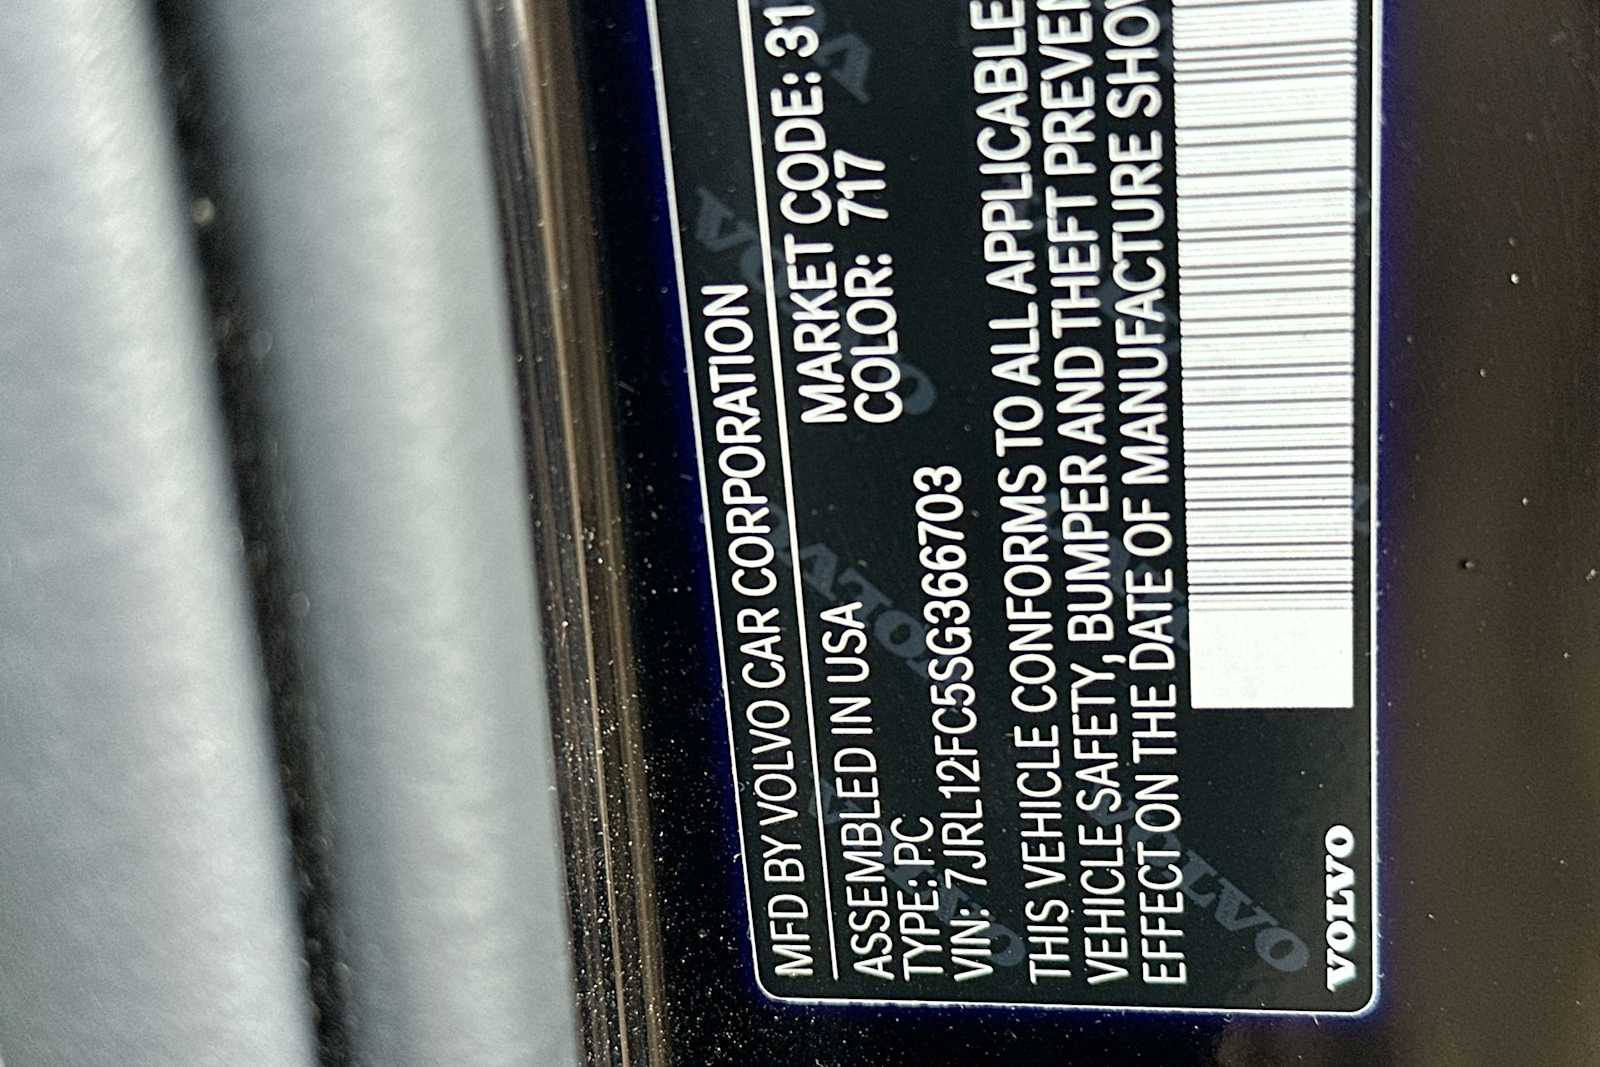 MFD BY VOLVO CAR CORPORATION
ASSEMBLED IN USA MARKET CODE: 31
TYPE: PC COLOR: 717
VIN: 7JRL12FC5SG366703
THIS VEHICLE CONFORMS TO ALL APPLICABLE
VEHICLE SAFETY, BUMPER AND THEFT PREVEN
EFFECT ON THE DATE OF MANUFACTURE SHOW
VOLVO